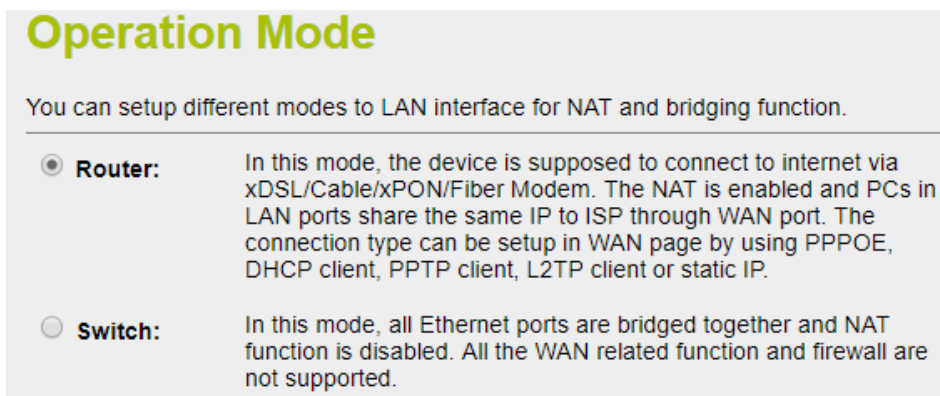 Operation Mode
You can setup different modes to LAN interface for NAT and bridging function.
Router:
In this mode, the device is supposed to connect to internet via
xDSL/Cable/xPON/Fiber Modem. The NAT is enabled and PCs in
LAN ports share the same IP to ISP through WAN port. The
connection type can be setup in WAN page by using PPPOE,
DHCP client, PPTP client, L2TP client or static IP.
Switch:
In this mode, all Ethernet ports are bridged together and NAT
function is disabled. All the WAN related function and firewall are
not supported.